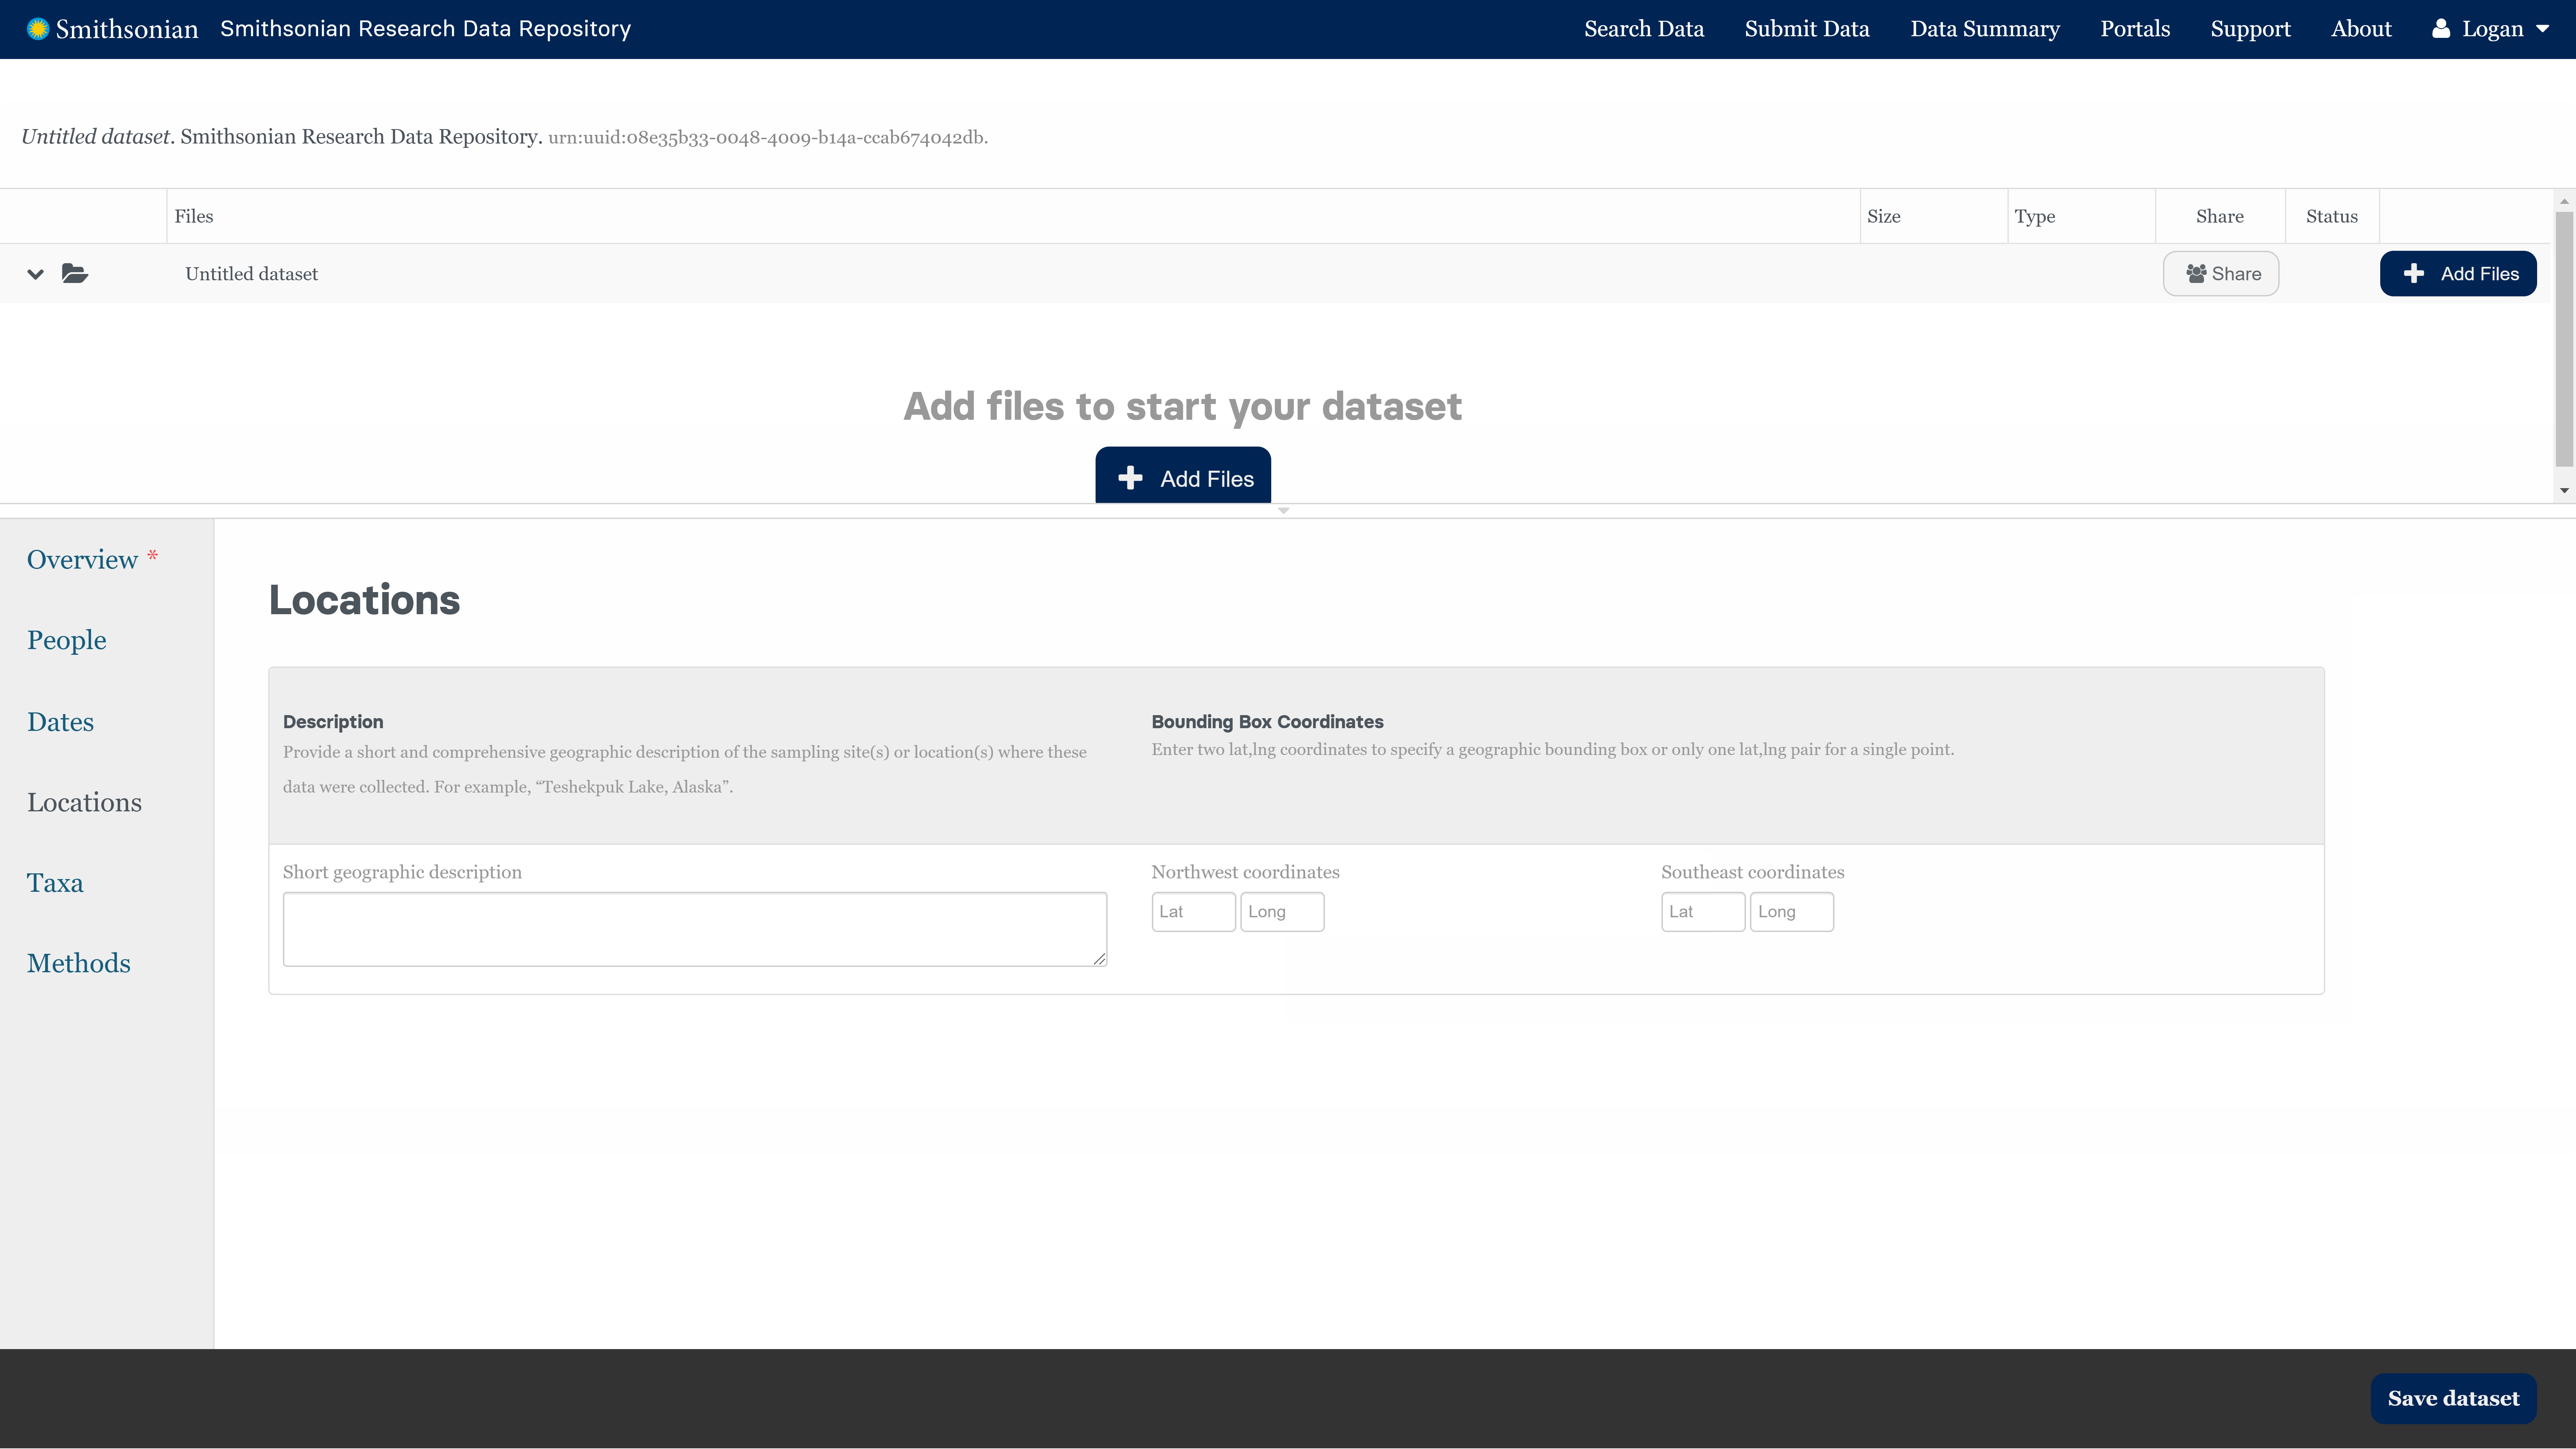 Smithsonian Smithsonian Research Data Repository Search Data Submit Data Data Summary Portals Support About Logan
Untitled dataset. Smithsonian Research Data Repository. urn:uuid:08e35b33-0048-4009-b14a-ccab674042db.
Files Size Type Share Status
Untitled dataset Share Add Files
Add files to start your dataset
Add Files
Overview *
People
Dates
Locations
Taxa
Methods
Locations
Description
Provide a short and comprehensive geographic description of the sampling site(s) or location(s) where these
data were collected. For example, “Teshekpuk Lake, Alaska”.
Bounding Box Coordinates
Enter two lat,lng coordinates to specify a geographic bounding box or only one lat,lng pair for a single point.
Short geographic description
Northwest coordinates
Lat Long
Southeast coordinates
Lat Long
Save dataset